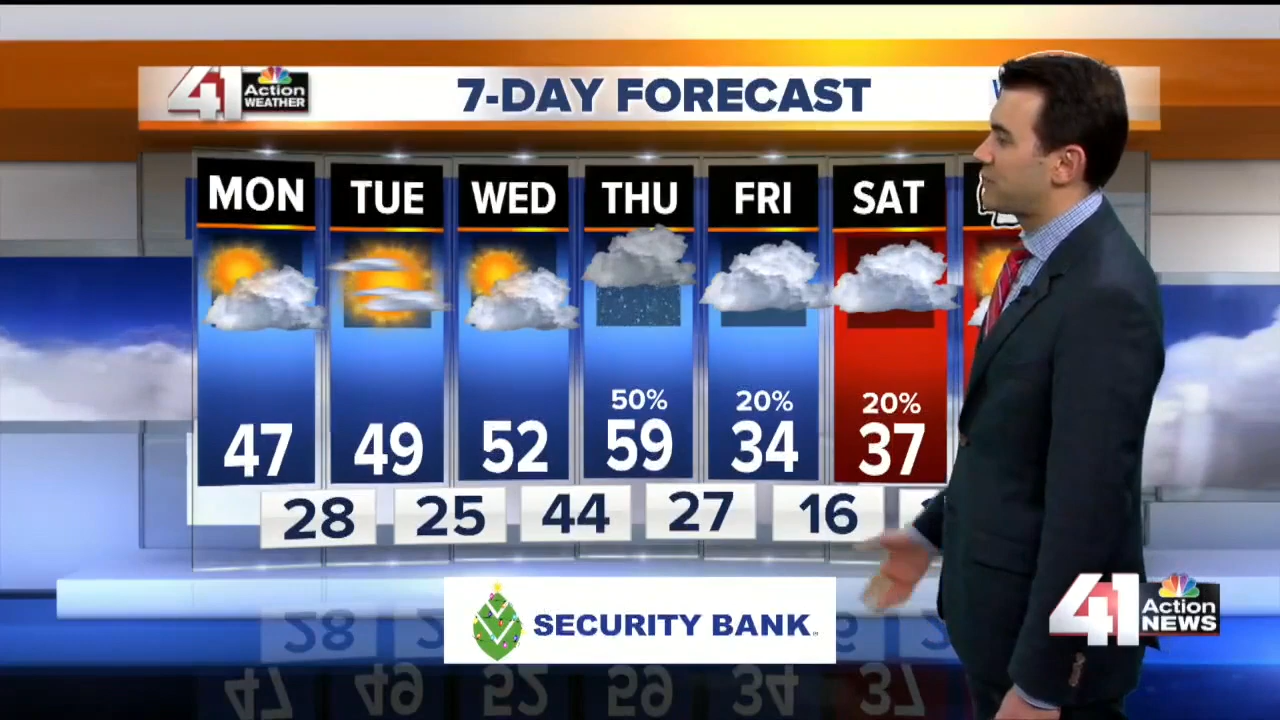 41 Action WEATHER
7-DAY FORECAST
MON TUE WED THU FRI SAT
50% 20% 20%
47 49 52 59 34 37
28 25 44 27 16
SECURITY BANK
41 Action NEWS